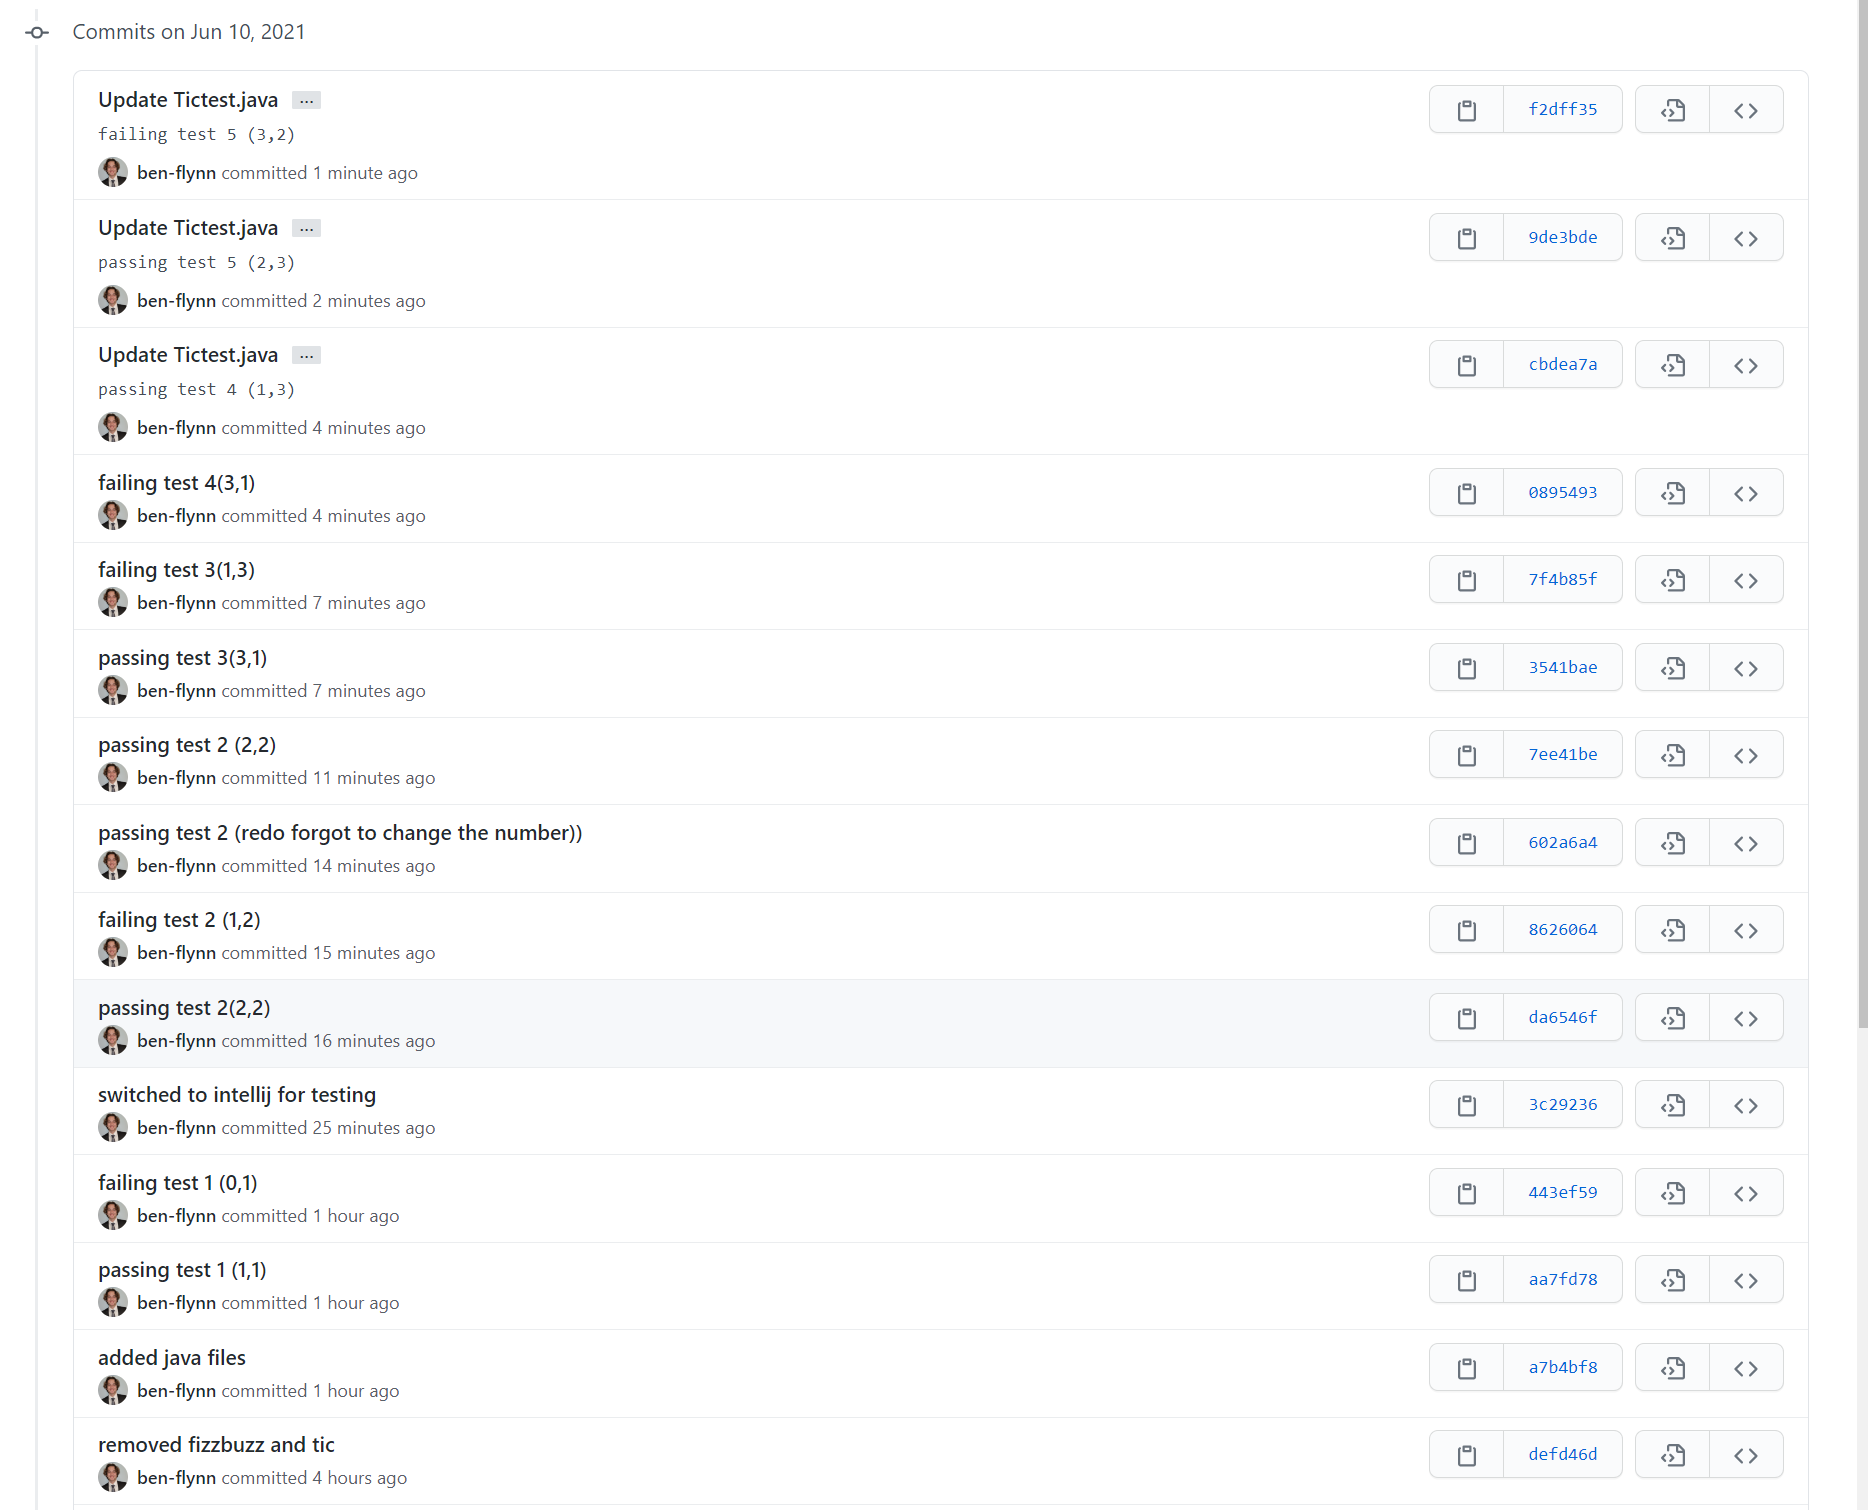 Commits on Jun 10, 2021
Update Tictest.java ...
f2dff35
failing test 5 (3,2)
ben-flynn committed 1 minute ago
Update Tictest.java ...
9de3bde
passing test 5 (2,3)
ben-flynn committed 2 minutes ago
Update Tictest.java ...
cbdea7a
passing test 4 (1,3)
ben-flynn committed 4 minutes ago
failing test 4(3,1)
0895493
ben-flynn committed 4 minutes ago
failing test 3(1,3)
7f4b85f
ben-flynn committed 7 minutes ago
passing test 3(3,1)
3541bae
ben-flynn committed 7 minutes ago
passing test 2 (2,2)
7ee41be
ben-flynn committed 11 minutes ago
passing test 2 (redo forgot to change the number))
602a6a4
ben-flynn committed 14 minutes ago
failing test 2 (1,2)
8626064
ben-flynn committed 15 minutes ago
passing test 2(2,2)
da6546f
ben-flynn committed 16 minutes ago
switched to intellij for testing
3c29236
ben-flynn committed 25 minutes ago
failing test 1 (0,1)
443ef59
ben-flynn committed 1 hour ago
passing test 1 (1,1)
aa7fd78
ben-flynn committed 1 hour ago
added java files
a7b4bf8
ben-flynn committed 1 hour ago
removed fizzbuzz and tic
defd46d
ben-flynn committed 4 hours ago